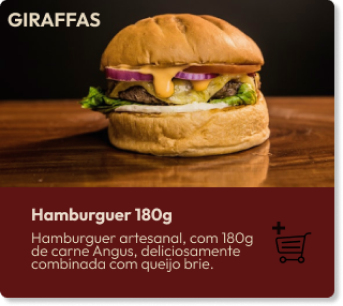 GIRAFFAS
Hamburguer 180g
Hamburguer artesanal, com 180g
de carne Angus, deliciosamente
combinada com queijo brie.